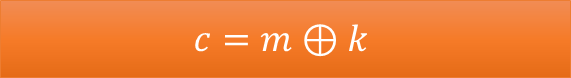 c = m ⊕ k